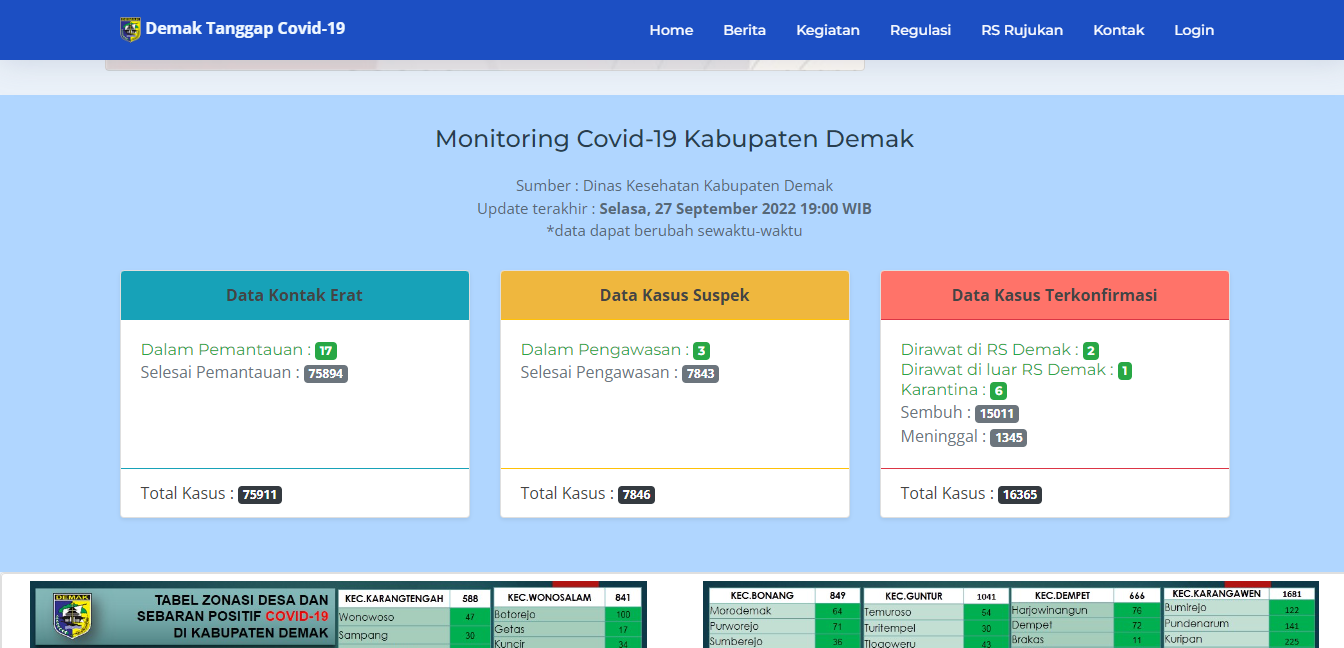 Demak Tanggap Covid-19
Home Berita Kegiatan Regulasi RS Rujukan Kontak Login
Monitoring Covid-19 Kabupaten Demak
Sumber : Dinas Kesehatan Kabupaten Demak
Update terakhir : Selasa, 27 September 2022 19:00 WIB
*data dapat berubah sewaktu-waktu
Data Kontak Erat
Dalam Pemantauan : 17
Selesai Pemantauan : 75894
Total Kasus : 75911
Data Kasus Suspek
Dalam Pengawasan : 3
Selesai Pengawasan : 7843
Total Kasus : 7846
Data Kasus Terkonfirmasi
Dirawat di RS Demak : 2
Dirawat di luar RS Demak : 1
Karantina : 6
Sembuh : 15011
Meninggal : 1345
Total Kasus : 16365
DEMAK
TABEL ZONASI DESA DAN
SEBARAN POSITIF COVID-19
DI KABUPATEN DEMAK
KEC.KARANGTENGAH 588
Wonowoso 47
Sampang 30
KEC.WONOSALAM 841
Botorejo 100
Getas 17
Kuncir 34
KEC.BONANG 849
Morodemak 64
Purworejo 71
Sumberejo 36
KEC.GUNTUR 1041
Temuroso 54
Turitempel 30
Tlogoweru 43
KEC.DEMPET 666
Harjowinangun 76
Dempet 72
Brakas 11
KEC.KARANGAWEN 1681
Bumirejo 122
Pundenarum 141
Kuripan 225